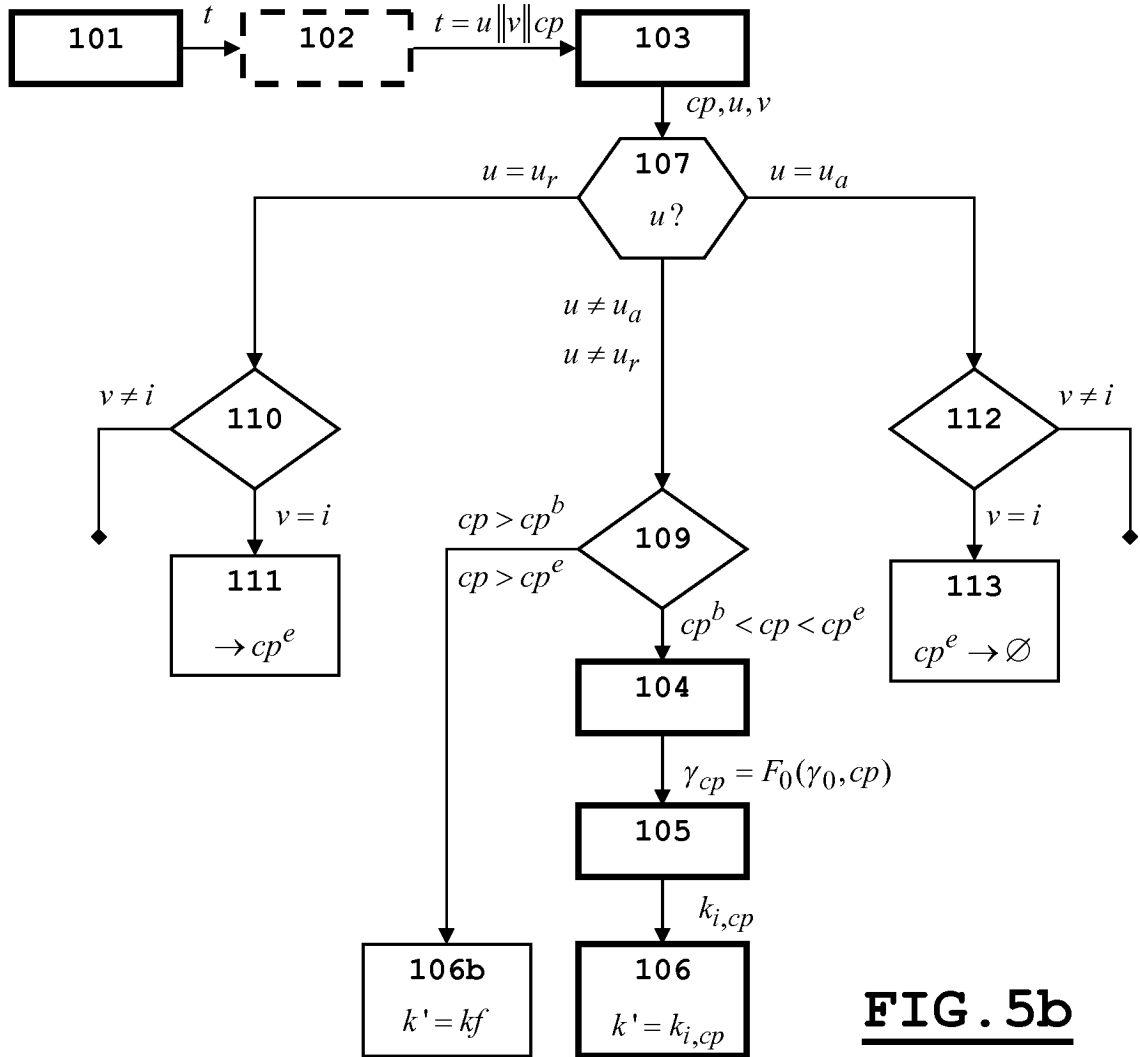 101
t
102
t = u‖v‖cp
103
cp, u, v
107
u?
u = u_r
u = u_a
u ≠ u_a
u ≠ u_r
110
v ≠ i
v = i
111
→ cp^e
112
v ≠ i
v = i
113
cp^e → ∅
109
cp > cp^b
cp > cp^e
cp^b < cp < cp^e
104
γ_cp = F_0(γ_0, cp)
105
k_i,cp
106b
k' = kf
106
k' = k_i,cp
FIG.5b